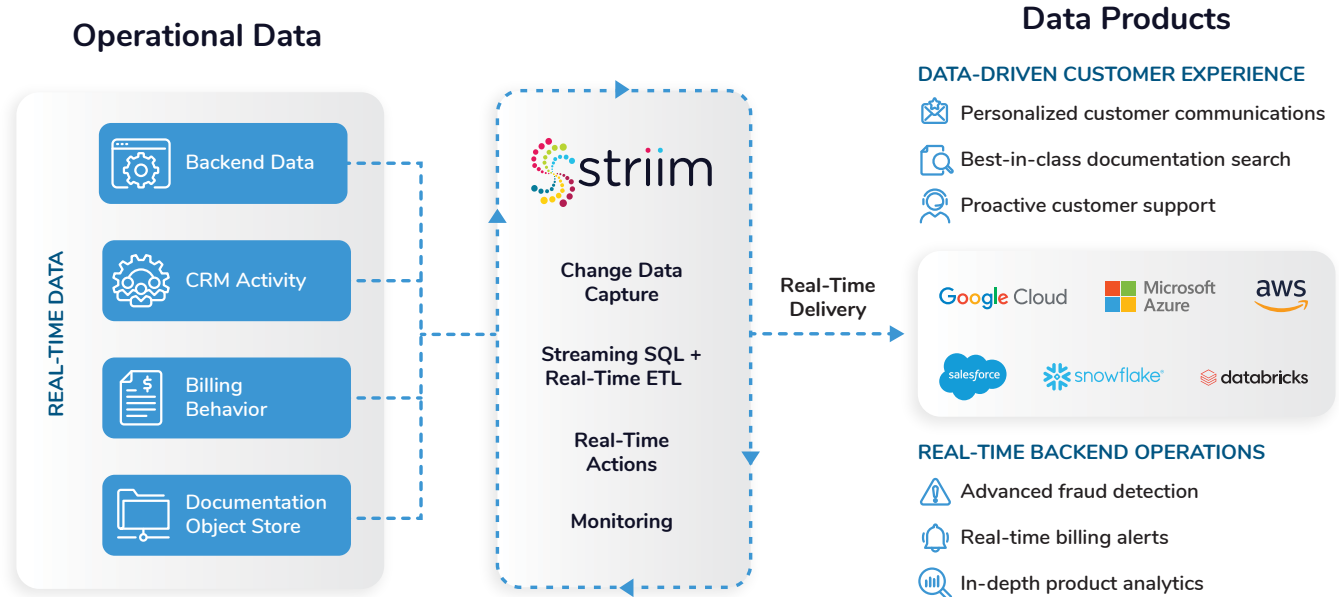 Operational Data
REAL-TIME DATA
Backend Data
$
CRM Activity
Billing
Behavior
Documentation
Object Store
striim
Change Data
Capture
Streaming SQL +
Real-Time ETL
Real-Time
Actions
Monitoring
Real-Time
Delivery
Data Products
DATA-DRIVEN CUSTOMER EXPERIENCE
Personalized customer communications
Best-in-class documentation search
Proactive customer support
Google Cloud
Microsoft
Azure
aws
salesforce
snowflake®
databricks
REAL-TIME BACKEND OPERATIONS
Advanced fraud detection
Real-time billing alerts
In-depth product analytics